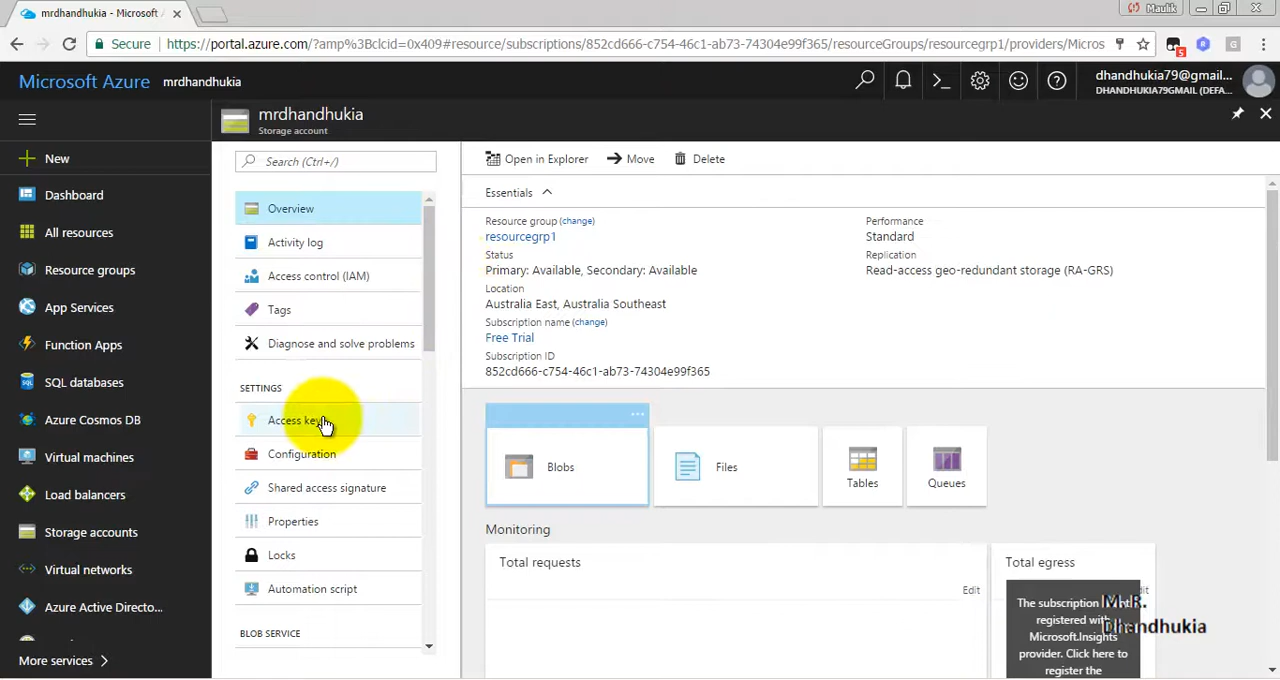 mrdhandhukia - Microsoft A
Maulik
Secure
https://portal.azure.com/?amp%3Bclcid=0x409#resource/subscriptions/852cd666-c754-46c1-ab73-74304e99f365/resourceGroups/resourcegrp1/providers/Micros
5
G
Microsoft Azure
mrdhandhukia
dhandhukia79@gmail....
DHANDHUKIA79GMAIL (DEFA...
mrdhandhukia
Storage account
New
Dashboard
All resources
Resource groups
App Services
Function Apps
SQL databases
Azure Cosmos DB
Virtual machines
Load balancers
Storage accounts
Virtual networks
Azure Active Directo...
More services
Search (Ctrl+/)
Overview
Activity log
Access control (IAM)
Tags
Diagnose and solve problems
SETTINGS
Access key
Configuration
Shared access signature
Properties
Locks
Automation script
BLOB SERVICE
Open in Explorer
Move
Delete
Essentials
Resource group (change)
resourcegrp1
Status
Primary: Available, Secondary: Available
Location
Australia East, Australia Southeast
Subscription name (change)
Free Trial
Subscription ID
852cd666-c754-46c1-ab73-74304e99f365
Performance
Standard
Replication
Read-access geo-redundant storage (RA-GRS)
Blobs
Files
Tables
Queues
Monitoring
Total requests
Edit
Total egress
The subscription
registered with
Microsoft.Insights
provider. Click here to
register the
Dhandhukia